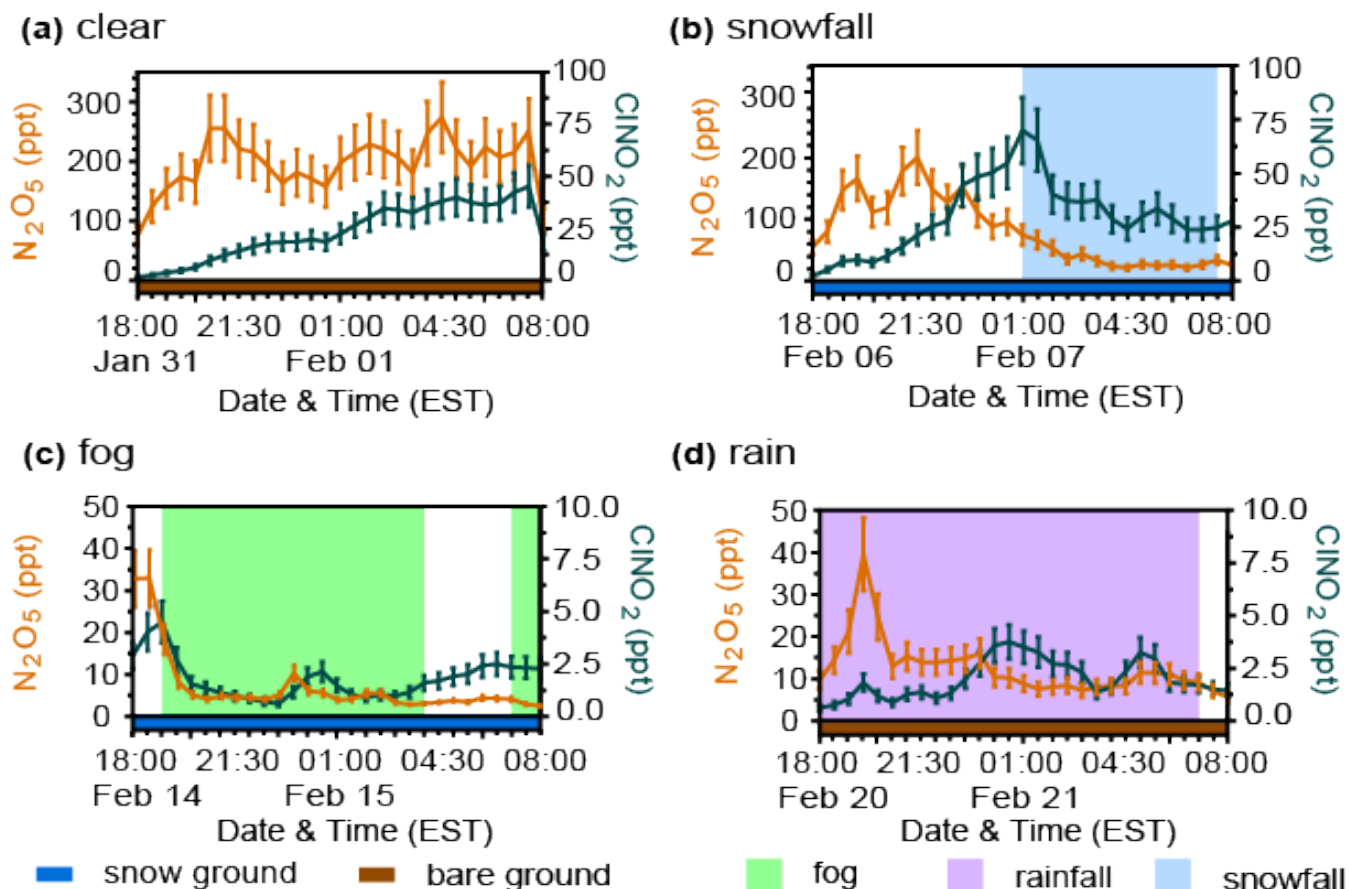 (a) clear
N2O5 (ppt)
300
200
100
0
100
75
50
25
0
ClNO2 (ppt)
18:00 21:30 01:00 04:30 08:00
Jan 31 Feb 01
Date & Time (EST)
(b) snowfall
N2O5 (ppt)
300
200
100
0
100
75
50
25
0
ClNO2 (ppt)
18:00 21:30 01:00 04:30 08:00
Feb 06 Feb 07
Date & Time (EST)
(c) fog
N2O5 (ppt)
50
40
30
20
10
0
10.0
7.5
5.0
2.5
0.0
ClNO2 (ppt)
18:00 21:30 01:00 04:30 08:00
Feb 14 Feb 15
Date & Time (EST)
(d) rain
N2O5 (ppt)
50
40
30
20
10
0
10.0
7.5
5.0
2.5
0.0
ClNO2 (ppt)
18:00 21:30 01:00 04:30 08:00
Feb 20 Feb 21
Date & Time (EST)
snow ground bare ground fog rainfall snowfall